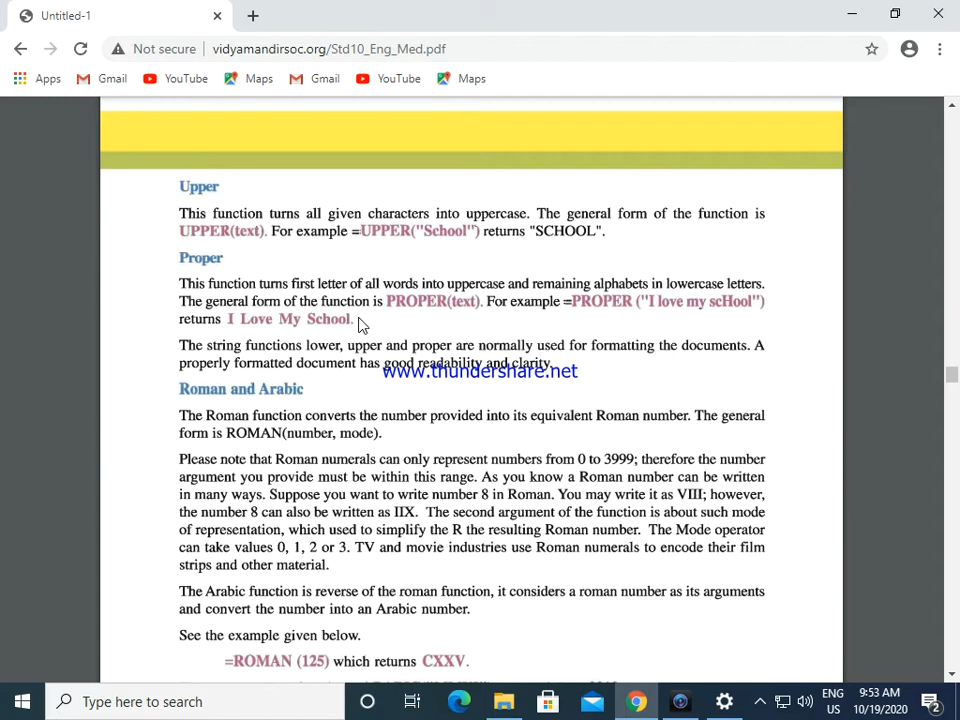 Untitled-1
Not secure vidyamandirsoc.org/Std10_Eng_Med.pdf
Apps Gmail YouTube Maps Gmail YouTube Maps
Upper
This function turns all given characters into uppercase. The general form of the function is
UPPER(text). For example =UPPER("School") returns "SCHOOL".
Proper
This function turns first letter of all words into uppercase and remaining alphabets in lowercase letters.
The general form of the function is PROPER(text). For example =PROPER ("I love my scHool")
returns I Love My School.
The string functions lower, upper and proper are normally used for formatting the documents. A
properly formatted document has good readability and clarity.
www.thundershare.net
Roman and Arabic
The Roman function converts the number provided into its equivalent Roman number. The general
form is ROMAN(number, mode).
Please note that Roman numerals can only represent numbers from 0 to 3999; therefore the number
argument you provide must be within this range. As you know a Roman number can be written
in many ways. Suppose you want to write number 8 in Roman. You may write it as VIII; however,
the number 8 can also be written as IIX. The second argument of the function is about such mode
of representation, which used to simplify the R the resulting Roman number. The Mode operator
can take values 0, 1, 2 or 3. TV and movie industries use Roman numerals to encode their film
strips and other material.
The Arabic function is reverse of the roman function, it considers a roman number as its arguments
and convert the number into an Arabic number.
See the example given below.
=ROMAN (125) which returns CXXV.
Type here to search
ENG
US
9:53 AM
10/19/2020
2